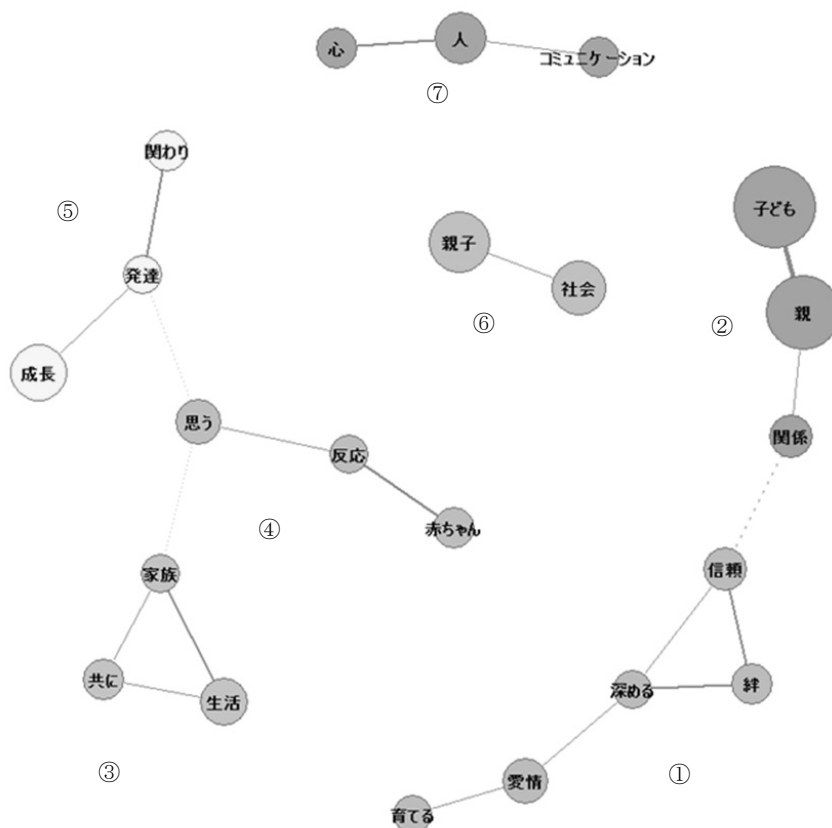 心
人
コミュニケーション
⑦
関わり
⑤
発達
成長
子ども
親子
社会
⑥
親
②
関係
思う
反応
④
赤ちゃん
家族
信頼
共に
生活
深める
絆
③
①
愛情
育てる